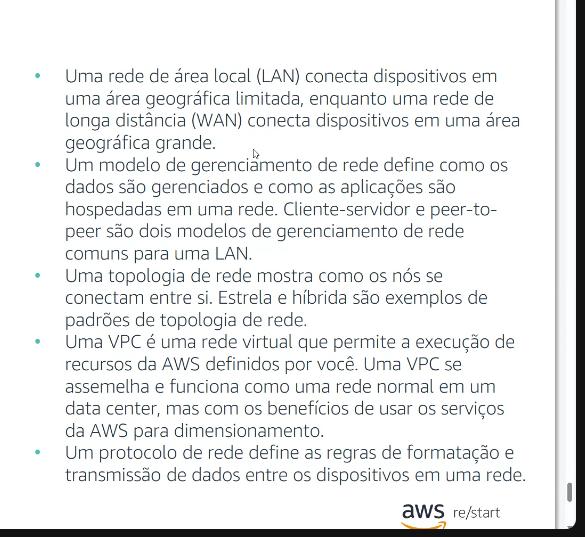 • Uma rede de área local (LAN) conecta dispositivos em
uma área geográfica limitada, enquanto uma rede de
longa distância (WAN) conecta dispositivos em uma área
geográfica grande.
• Um modelo de gerenciamento de rede define como os
dados são gerenciados e como as aplicações são
hospedadas em uma rede. Cliente-servidor e peer-to-
peer são dois modelos de gerenciamento de rede
comuns para uma LAN.
• Uma topologia de rede mostra como os nós se
conectam entre si. Estrela e híbrida são exemplos de
padrões de topologia de rede.
• Uma VPC é uma rede virtual que permite a execução de
recursos da AWS definidos por você. Uma VPC se
assemelha e funciona como uma rede normal em um
data center, mas com os benefícios de usar os serviços
da AWS para dimensionamento.
• Um protocolo de rede define as regras de formatação e
transmissão de dados entre os dispositivos em uma rede.
aws re/start